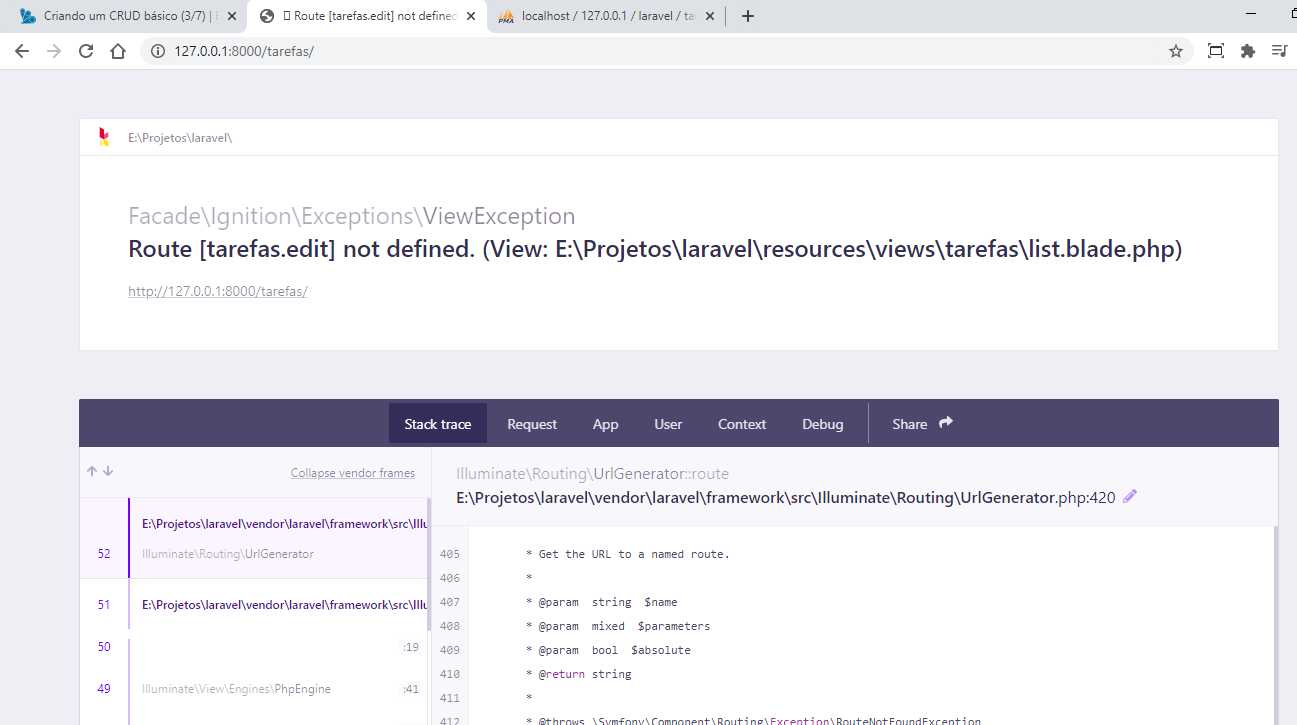 Criando um CRUD básico (3/7) | E
Route [tarefas.edit] not defined
localhost / 127.0.0.1 / laravel / ta
127.0.0.1:8000/tarefas/
E:\Projetos\laravel\
Facade\Ignition\Exceptions\ViewException
Route [tarefas.edit] not defined. (View: E:\Projetos\laravel\resources\views\tarefas\list.blade.php)
http://127.0.0.1:8000/tarefas/
Stack trace
Request
App
User
Context
Debug
Share
Collapse vendor frames
E:\Projetos\laravel\vendor\laravel\framework\src\Illu
52 Illuminate\Routing\UrlGenerator
51 E:\Projetos\laravel\vendor\laravel\framework\src\Illu
50 :19
49 Illuminate\View\Engines\PhpEngine :41
Illuminate\Routing\UrlGenerator::route
E:\Projetos\laravel\vendor\laravel\framework\src\Illuminate\Routing\UrlGenerator.php:420
405 * Get the URL to a named route.
406 *
407 * @param string $name
408 * @param mixed $parameters
409 * @param bool $absolute
410 * @return string
411 *
412 * @throws \Symfony\Component\Routing\Exception\RouteNotFoundException